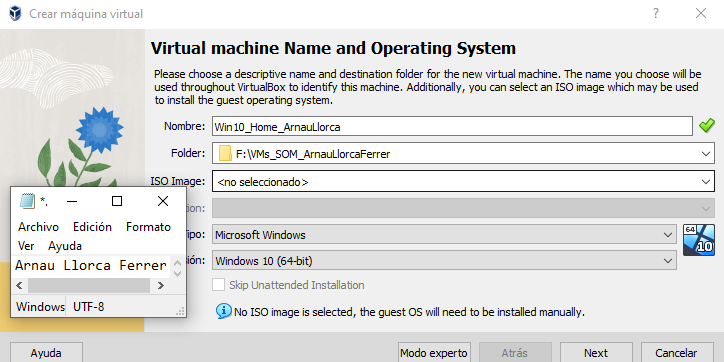 Crear máquina virtual
Virtual machine Name and Operating System
Please choose a descriptive name and destination folder for the new virtual machine. The name you choose will be
used throughout VirtualBox to identify this machine. Additionally, you can select an ISO image which may be used
to install the guest operating system.
Nombre: Win10_Home_ArnauLlorca
Folder: F:\VMs_SOM_ArnauLlorcaFerrer
ISO Image: <no seleccionado>
ion:
Tipo: Microsoft Windows
64
10
sión: Windows 10 (64-bit)
Skip Unattended Installation
No ISO image is selected, the guest OS will need to be installed manually.
*.
Archivo Edición Formato
Ver Ayuda
Arnau Llorca Ferrer
Windows UTF-8
Ayuda Modo experto Atrás Next Cancelar